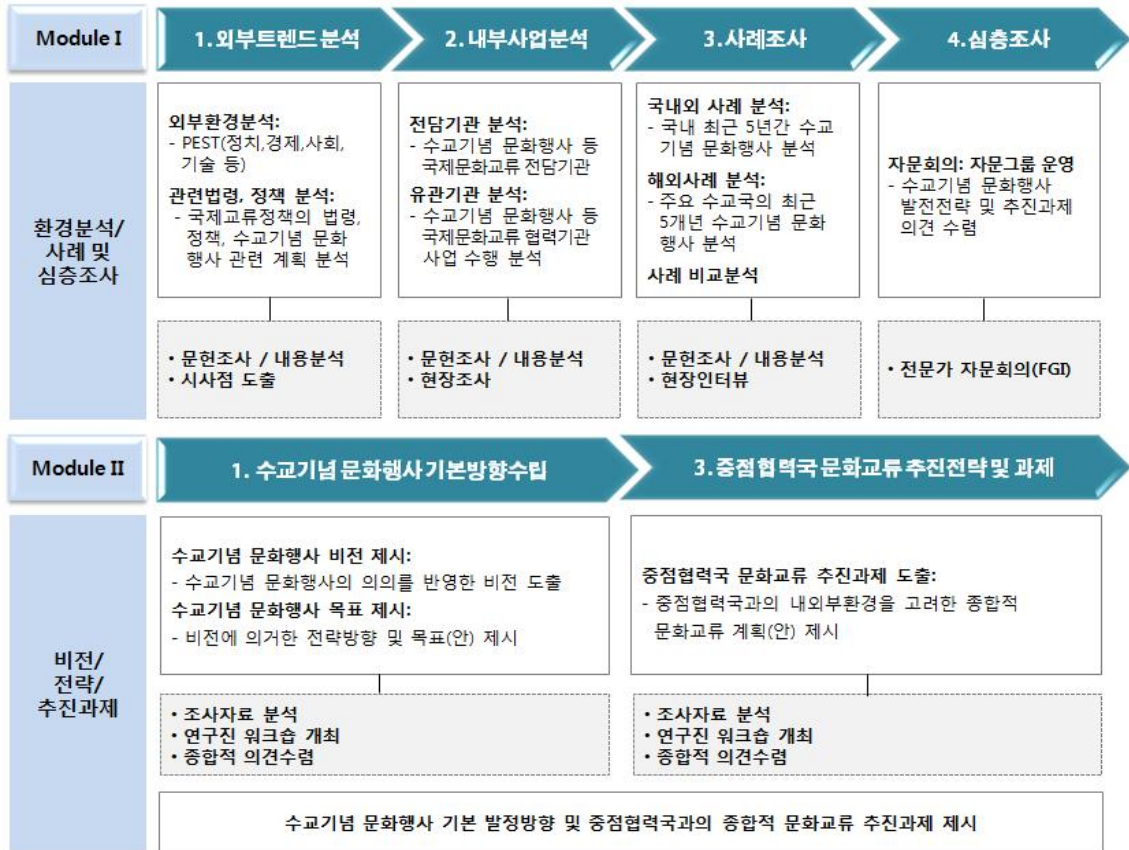 Module I
1.외부트렌드 분석
2.내부사업분석
3.사례조사
4.심층조사
환경분석/
사례 및
심층조사
외부환경분석:
- PEST(정치,경제,사회,
기술 등)
관련법령, 정책 분석:
- 국제교류정책의 법령,
정책, 수교기념 문화
행사 관련 계획 분석
전담기관 분석:
- 수교기념 문화행사 등
국제문화교류 전담기관
유관기관 분석:
- 수교기념 문화행사 등
국제문화교류 협력기관
사업 수행 분석
국내외 사례 분석:
- 국내 최근 5년간 수교
기념 문화행사 분석
해외사례 분석:
- 주요 수교국의 최근
5개년 수교기념 문화
행사 분석
사례 비교분석
자문회의: 자문그룹 운영
- 수교기념 문화행사
발전전략 및 추진과제
의견 수렴
• 문헌조사 / 내용분석
• 시사점 도출
• 문헌조사 / 내용분석
• 현장조사
• 문헌조사 / 내용분석
• 현장인터뷰
• 전문가 자문회의(FGI)
Module II
1. 수교기념 문화행사 기본방향수립
3.중점협력국 문화교류 추진전략 및 과제
비전/
전략/
추진과제
수교기념 문화행사 비전 제시:
- 수교기념 문화행사의 의의를 반영한 비전 도출
수교기념 문화행사 목표 제시:
- 비전에 의거한 전략방향 및 목표(안) 제시
중점협력국 문화교류 추진과제 도출:
- 중점협력국과의 내외부환경을 고려한 종합적
문화교류 계획(안) 제시
• 조사자료 분석
• 연구진 워크숍 개최
• 종합적 의견수렴
• 조사자료 분석
• 연구진 워크숍 개최
• 종합적 의견수렴
수교기념 문화행사 기본 발정방향 및 중점협력국과의 종합적 문화교류 추진과제 제시